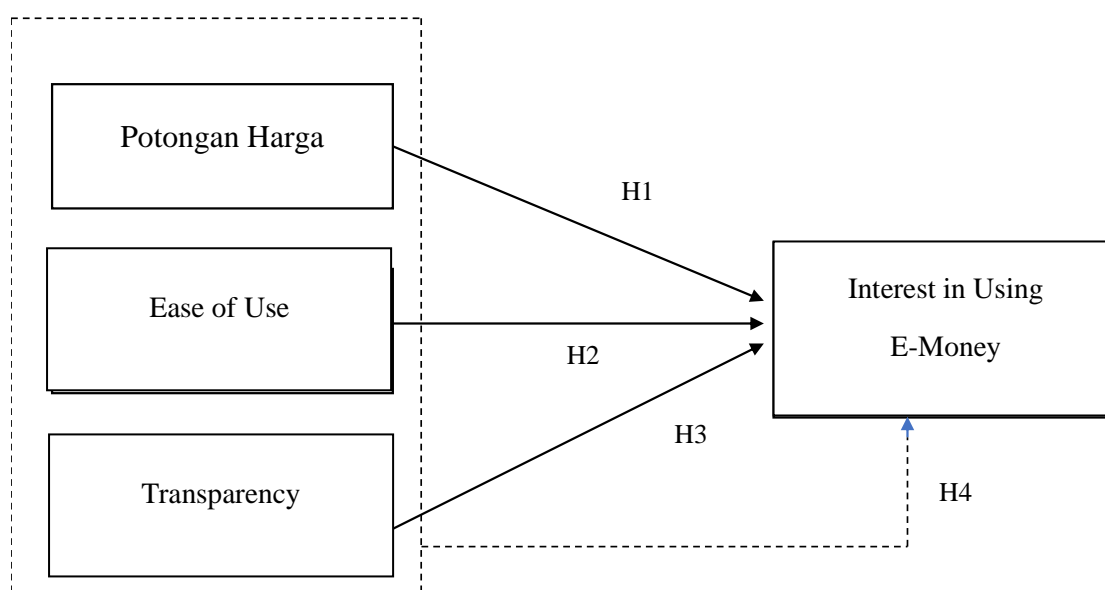 Potongan Harga
H1
Ease of Use
Interest in Using
E-Money
H2
H3
Transparency
H4